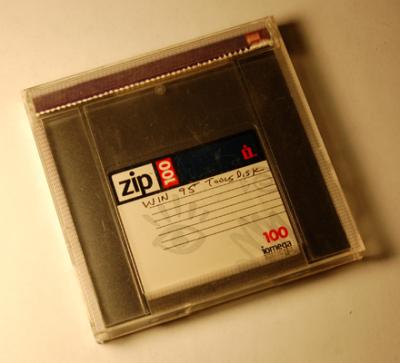 zip 100
WIN 95 TOOLS DISK
100
iomega